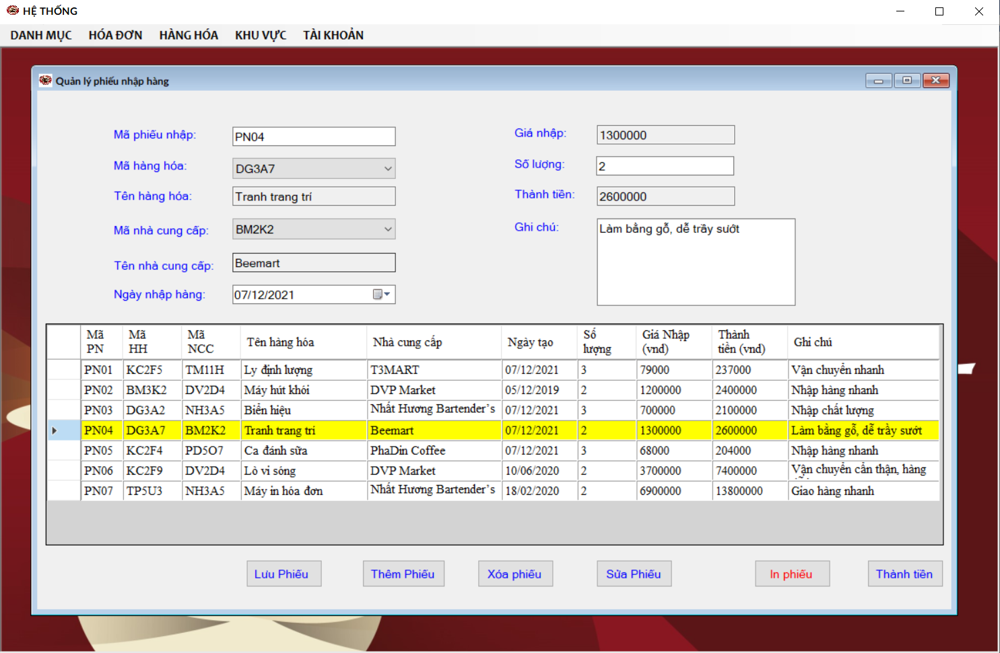 HỆ THỐNG
DANH MỤC HÓA ĐƠN HÀNG HÓA KHU VỰC TÀI KHOẢN
Quản lý phiếu nhập hàng
Mã phiếu nhập: PN04
Mã hàng hóa: DG3A7
Tên hàng hóa: Tranh trang trí
Mã nhà cung cấp: BM2K2
Tên nhà cung cấp: Beemart
Ngày nhập hàng: 07/12/2021
Giá nhập: 1300000
Số lượng: 2
Thành tiền: 2600000
Ghi chú: Làm bằng gỗ, dễ trầy sướt
Mã PN Mã HH Mã NCC Tên hàng hóa Nhà cung cấp Ngày tạo Số lượng Giá Nhập (vnđ) Thành tiền (vnđ) Ghi chú
PN01 KC2F5 TM11H Ly định lượng T3MART 07/12/2021 3 79000 237000 Vận chuyển nhanh
PN02 BM3K2 DV2D4 Máy hút khói DVP Market 05/12/2019 2 1200000 2400000 Nhập hàng nhanh
PN03 DG3A2 NH3A5 Biển hiệu Nhất Hương Bartender's 07/12/2021 3 700000 2100000 Nhập chất lượng
PN04 DG3A7 BM2K2 Tranh trang trí Beemart 07/12/2021 2 1300000 2600000 Làm bằng gỗ, dễ trầy sướt
PN05 KC2F4 PD5O7 Ca đánh sữa PhaDin Coffee 07/12/2021 3 68000 204000 Nhập hàng nhanh
PN06 KC2F9 DV2D4 Lò vi sóng DVP Market 10/06/2020 2 3700000 7400000 Vận chuyển cẩn thận, hàng
PN07 TP5U3 NH3A5 Máy in hóa đơn Nhất Hương Bartender's 18/02/2020 2 6900000 13800000 Giao hàng nhanh
Lưu Phiếu Thêm Phiếu Xóa phiếu Sửa Phiếu In phiếu Thành tiền